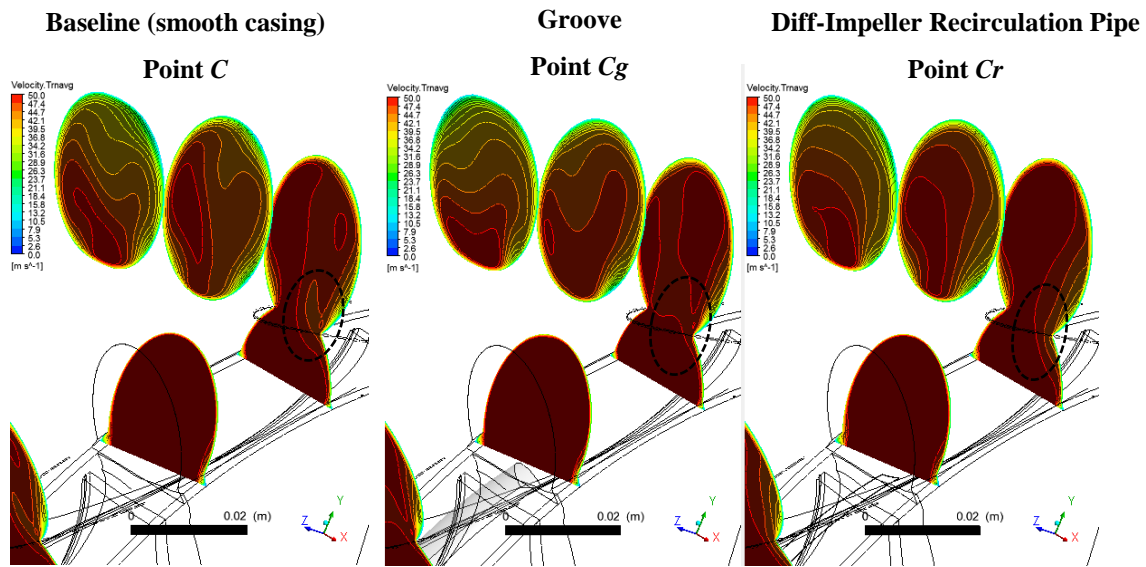 Baseline (smooth casing)
Point C
Velocity.Trnavg
50.0
47.4
44.7
42.1
39.5
36.8
34.2
31.6
28.9
26.3
23.7
21.1
18.4
15.8
13.2
10.5
7.9
5.3
2.6
0.0
[m s^-1]
0
0.02 (m)
Z
Y
X
Groove
Point Cg
Velocity.Trnavg
50.0
47.4
44.7
42.1
39.5
36.8
34.2
31.6
28.9
26.3
23.7
21.1
18.4
15.8
13.2
10.5
7.9
5.3
2.6
0.0
[m s^-1]
0
0.02 (m)
Z
Y
X
Diff-Impeller Recirculation Pipe
Point Cr
Velocity.Trnavg
50.0
47.4
44.7
42.1
39.5
36.8
34.2
31.6
28.9
26.3
23.7
21.1
18.4
15.8
13.2
10.5
7.9
5.3
2.6
0.0
[m s^-1]
0
0.02 (m)
Z
Y
X